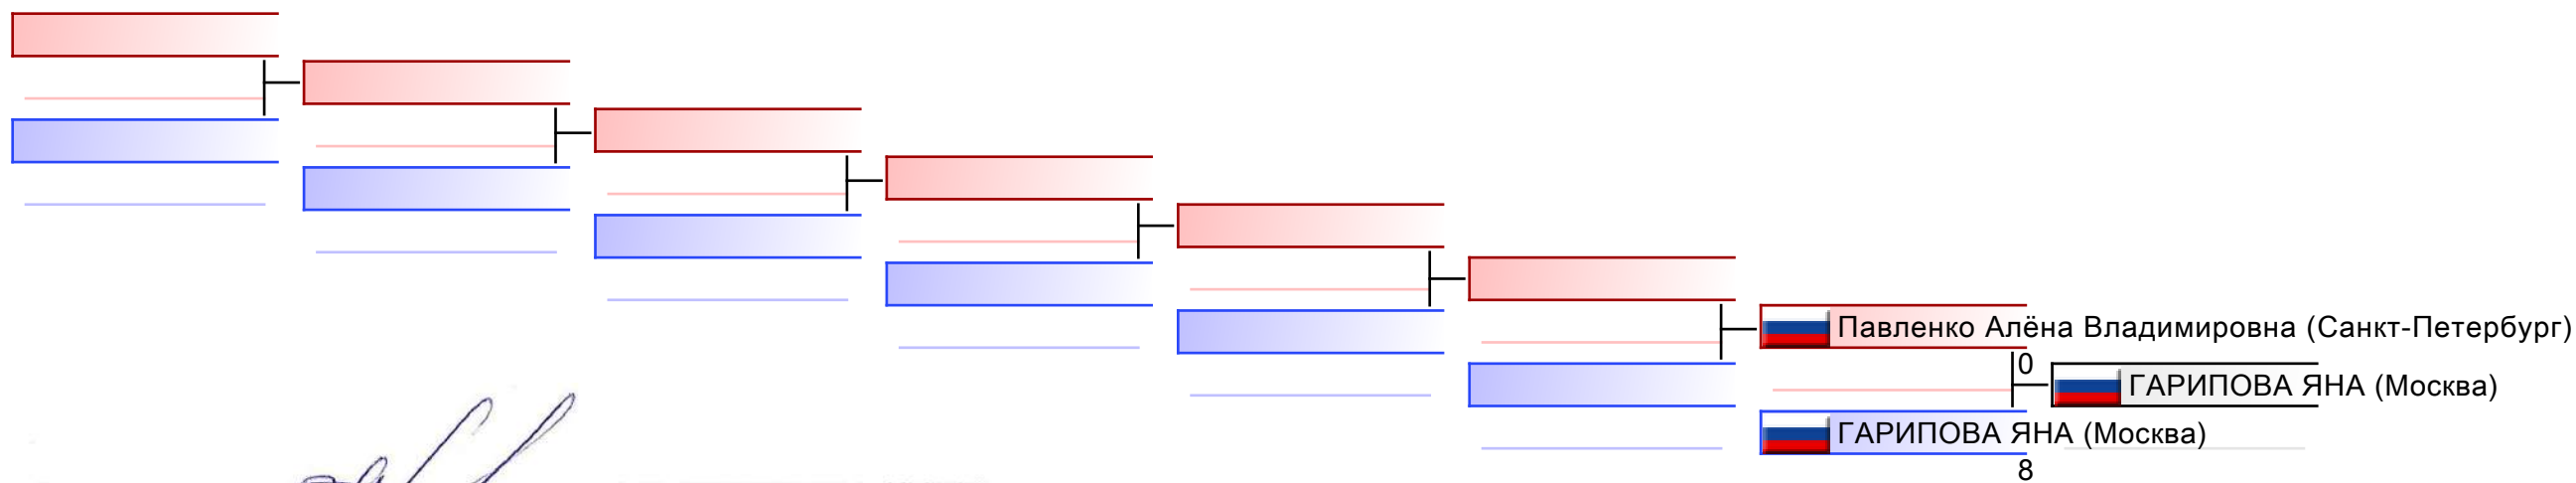 Павленко Алёна Владимировна (Санкт-Петербург)
0
ГАРИПОВА ЯНА (Москва)
ГАРИПОВА ЯНА (Москва)
8